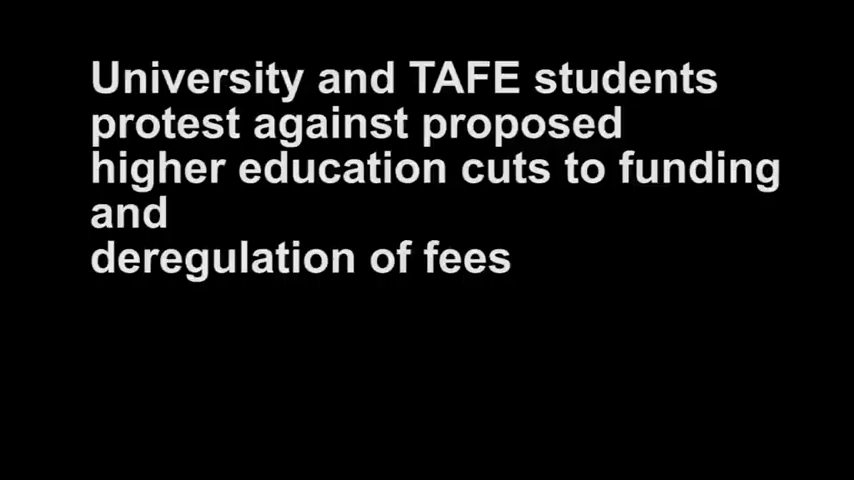 University and TAFE students
protest against proposed
higher education cuts to funding
and
deregulation of fees